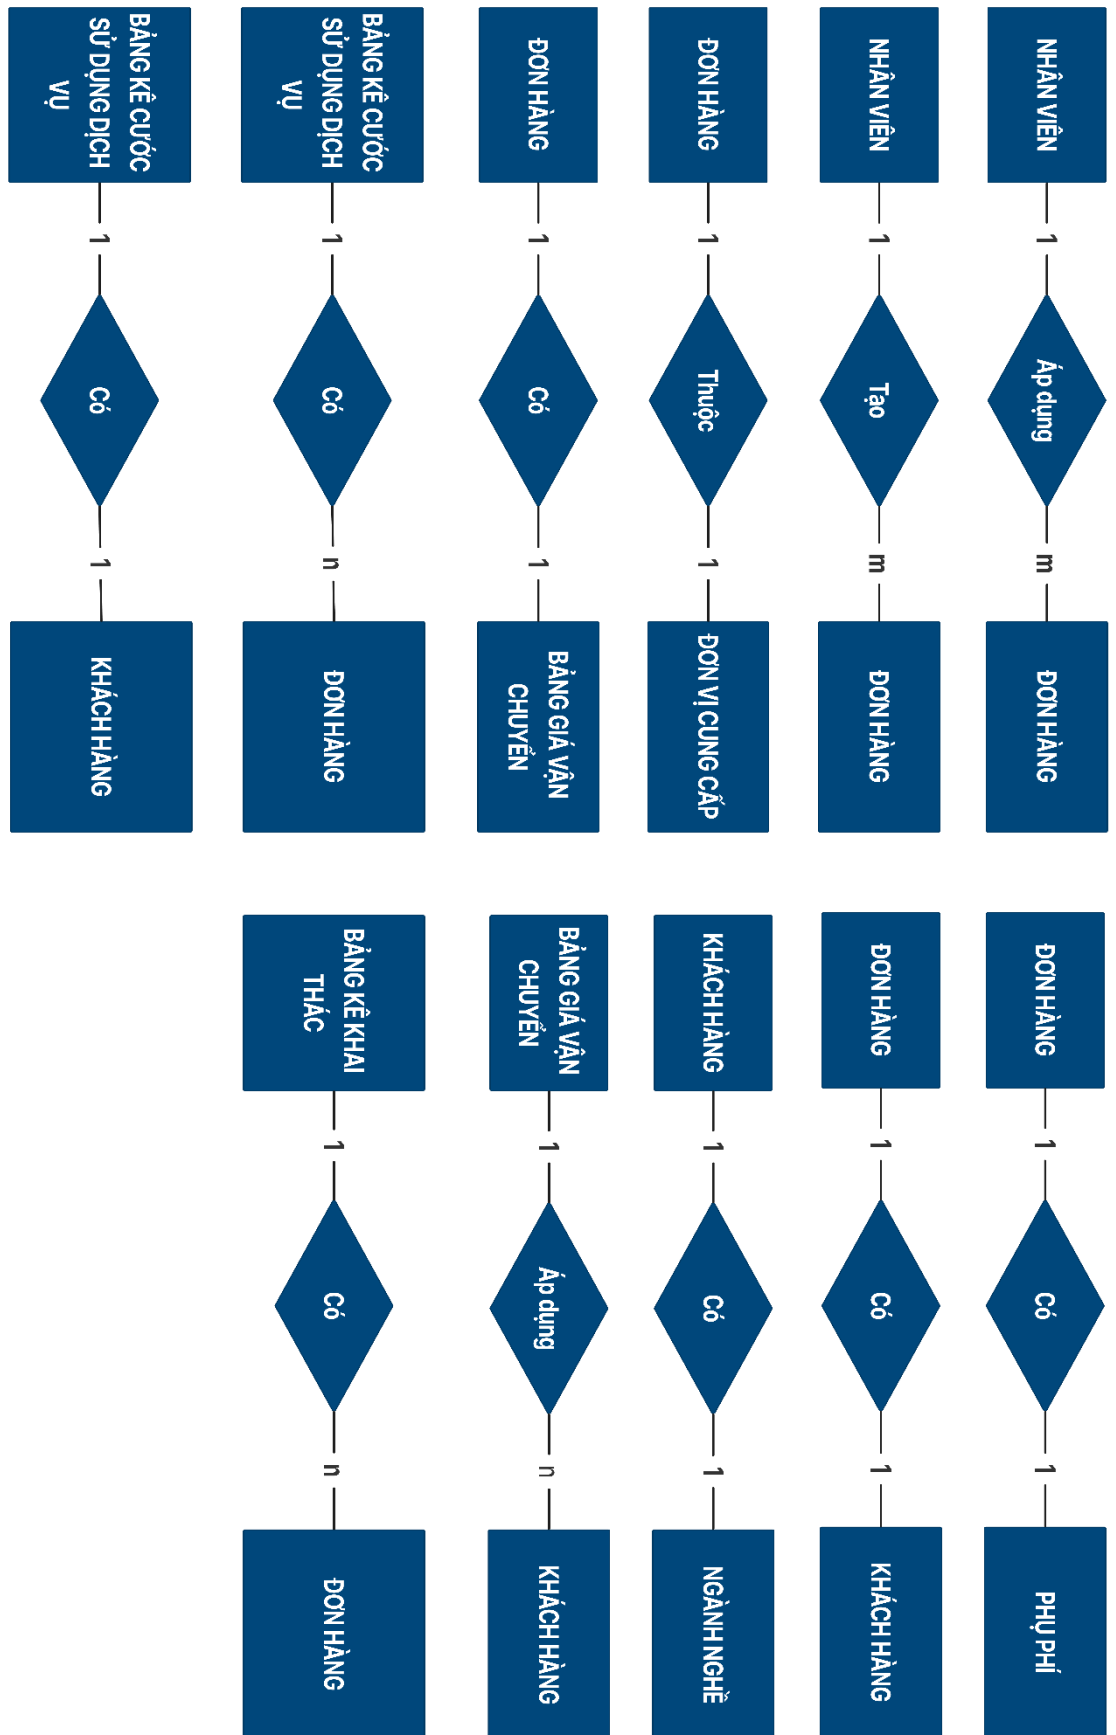 NHÂN VIÊN
1
Áp dụng
m
ĐƠN HÀNG
ĐƠN HÀNG
1
Có
1
PHỤ PHÍ
NHÂN VIÊN
1
Tạo
m
ĐƠN HÀNG
ĐƠN HÀNG
1
Có
1
KHÁCH HÀNG
ĐƠN HÀNG
1
Thuộc
1
ĐƠN VỊ CUNG CẤP
KHÁCH HÀNG
1
Có
1
NGÀNH NGHỀ
ĐƠN HÀNG
1
Có
1
BẢNG GIÁ VẬN
CHUYỂN
BẢNG GIÁ VẬN
CHUYỂN
1
Áp dụng
n
KHÁCH HÀNG
BẢNG KÊ CƯỚC
SỬ DỤNG DỊCH
VỤ
1
Có
n
ĐƠN HÀNG
BẢNG KÊ KHAI
THÁC
1
Có
n
ĐƠN HÀNG
BẢNG KÊ CƯỚC
SỬ DỤNG DỊCH
VỤ
1
Có
1
KHÁCH HÀNG